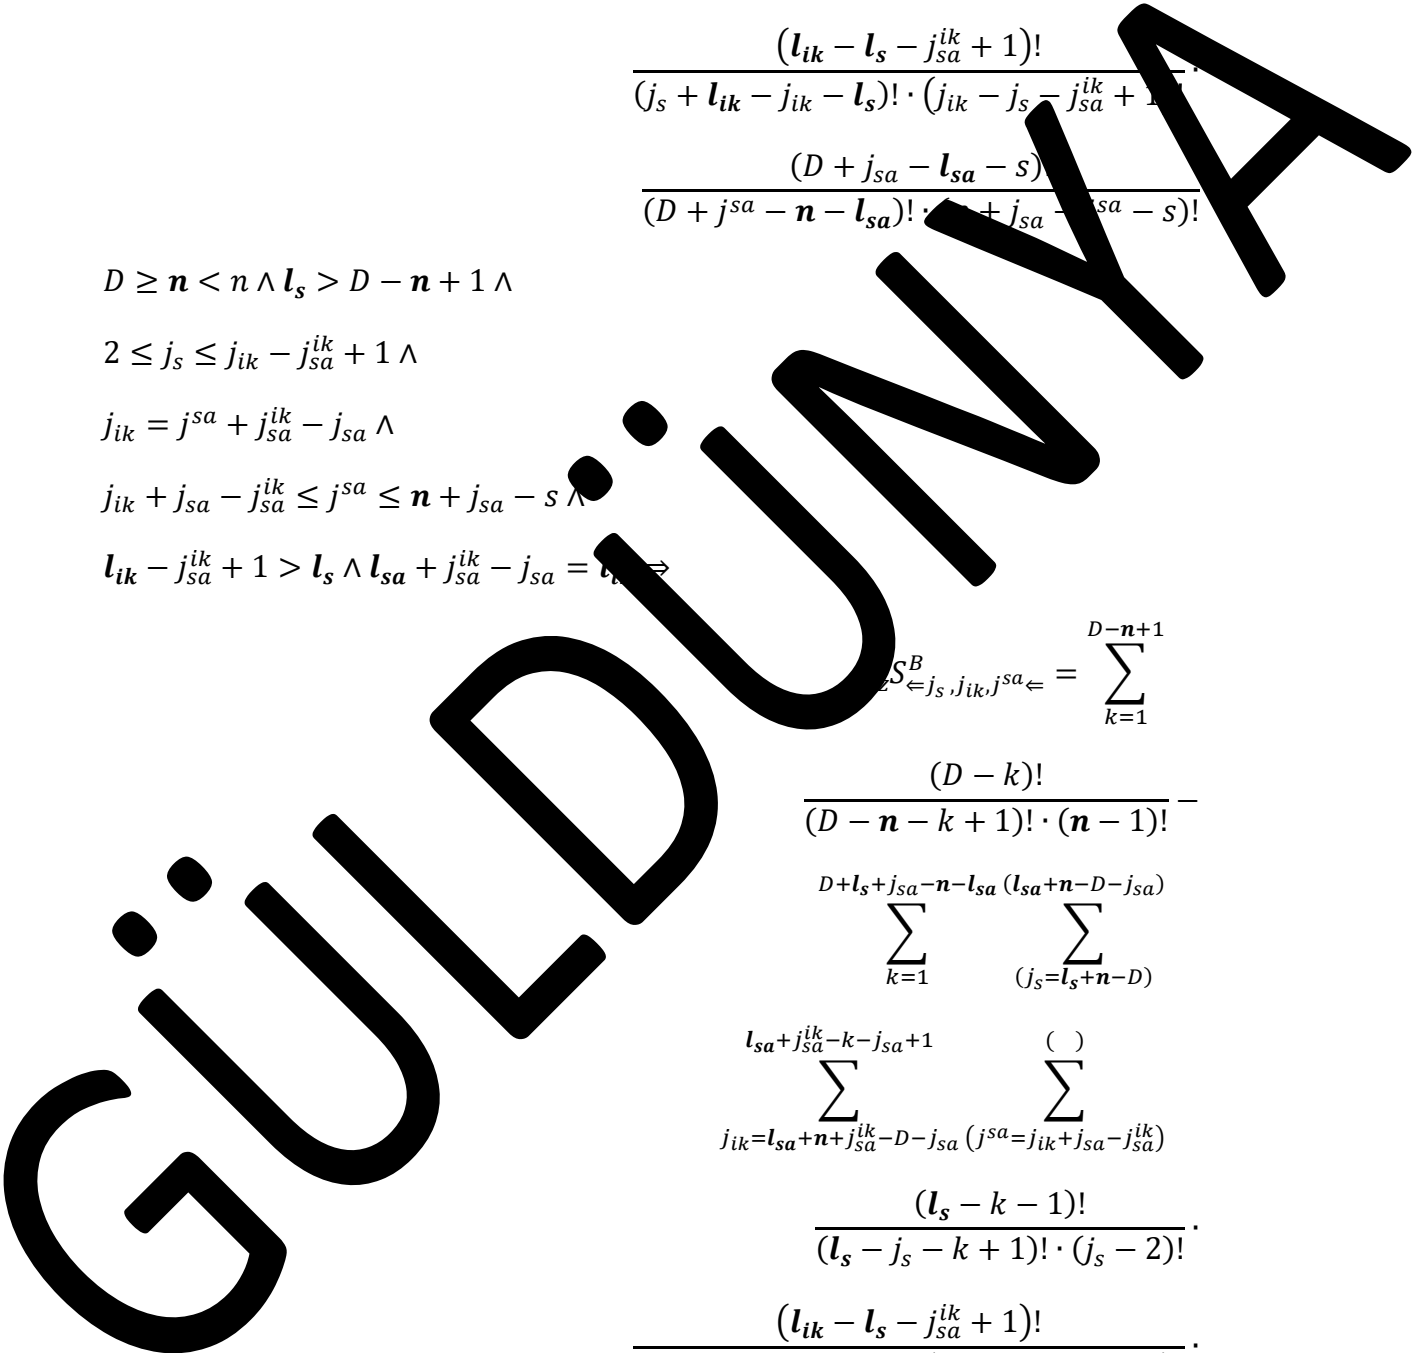 (l_ik − l_s − j_sa^ik + 1)!
(j_s + l_ik − j_ik − l_s)! · (j_ik − j_s − j_sa^ik + 1)! ·
(D + j_sa − l_sa − s)!
(D + j^sa − n − l_sa)! · (n + j_sa − j^sa − s)!
D ≥ n < n ∧ l_s > D − n + 1 ∧
2 ≤ j_s ≤ j_ik − j_sa^ik + 1 ∧
j_ik = j^sa + j_sa^ik − j_sa ∧
j_ik + j_sa − j_sa^ik ≤ j^sa ≤ n + j_sa − s ∧
l_ik − j_sa^ik + 1 > l_s ∧ l_sa + j_sa^ik − j_sa = l_ik ⇒
D−n+1
_z S^B_⇐j_s,j_ik,j^sa⇐ = ∑
k=1
(D − k)!
(D − n − k + 1)! · (n − 1)! −
D+l_s+j_sa−n−l_sa (l_sa+n−D−j_sa)
∑ ∑
k=1 (j_s=l_s+n−D)
l_sa+j_sa^ik−k−j_sa+1 ( )
∑ ∑
j_ik=l_sa+n+j_sa^ik−D−j_sa (j^sa=j_ik+j_sa−j_sa^ik)
(l_s − k − 1)!
(l_s − j_s − k + 1)! · (j_s − 2)! ·
(l_ik − l_s − j_sa^ik + 1)! ·
GÜLDÜNYA